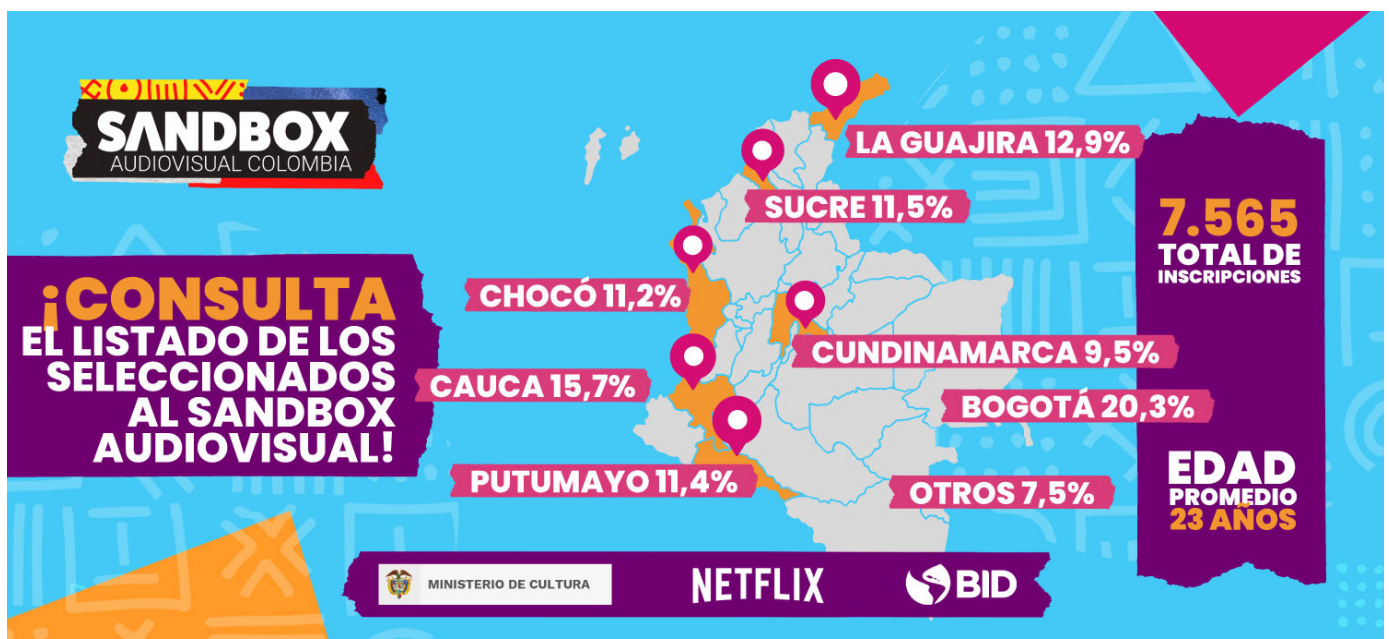 SANDBOX
AUDIOVISUAL COLOMBIA
¡CONSULTA
EL LISTADO DE LOS
SELECCIONADOS
AL SANDBOX
AUDIOVISUAL!
LA GUAJIRA 12,9%
SUCRE 11,5%
CHOCÓ 11,2%
CUNDINAMARCA 9,5%
CAUCA 15,7%
BOGOTÁ 20,3%
PUTUMAYO 11,4%
OTROS 7,5%
7.565
TOTAL DE
INSCRIPCIONES
EDAD
PROMEDIO
23 AÑOS
MINISTERIO DE CULTURA
NETFLIX
BID